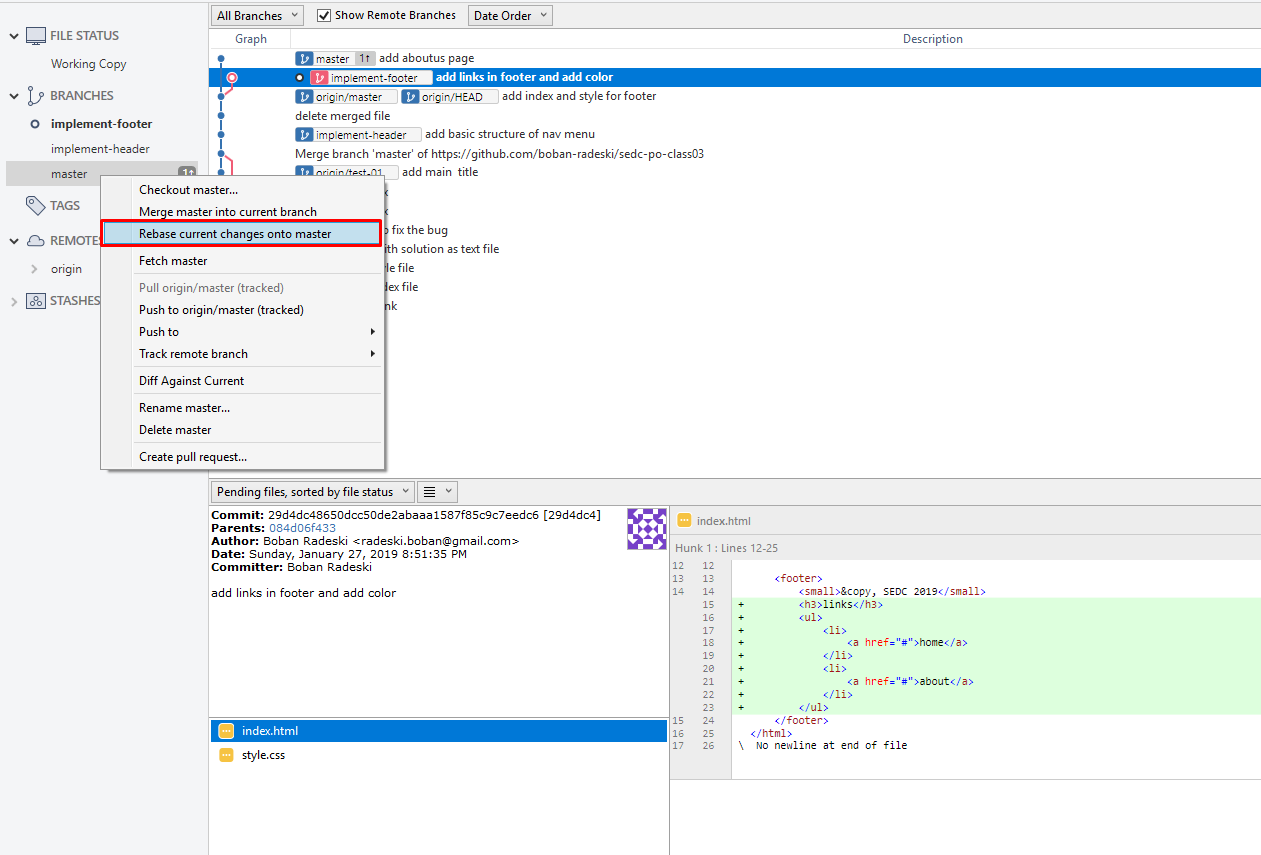 All Branches Show Remote Branches Date Order
Graph Description
FILE STATUS
Working Copy
BRANCHES
implement-footer
implement-header
master 1↑
TAGS
REMOTES
origin
STASHES
master 1↑ add aboutus page
implement-footer add links in footer and add color
origin/master origin/HEAD add index and style for footer
delete merged file
implement-header add basic structure of nav menu
Merge branch 'master' of https://github.com/boban-radeski/sedc-po-class03
origin/test-01 add main title
fix the bug
with solution as text file
file
file
Checkout master...
Merge master into current branch
Rebase current changes onto master
Fetch master
Pull origin/master (tracked)
Push to origin/master (tracked)
Push to
Track remote branch
Diff Against Current
Rename master...
Delete master
Create pull request...
Pending files, sorted by file status
Commit: 29d4dc48650dcc50de2abaaa1587f85c9c7eedc6 [29d4dc4]
Parents: 084d06f433
Author: Boban Radeski <radeski.boban@gmail.com>
Date: Sunday, January 27, 2019 8:51:35 PM
Committer: Boban Radeski
add links in footer and add color
index.html
style.css
index.html
Hunk 1 : Lines 12-25
12 12
13 13 <footer>
14 14 <small>&copy, SEDC 2019</small>
15 + <h3>links</h3>
16 + <ul>
17 + <li>
18 + <a href="#">home</a>
19 + </li>
20 + <li>
21 + <a href="#">about</a>
22 + </li>
23 + </ul>
15 24 </footer>
16 25 </html>
17 26 \ No newline at end of file